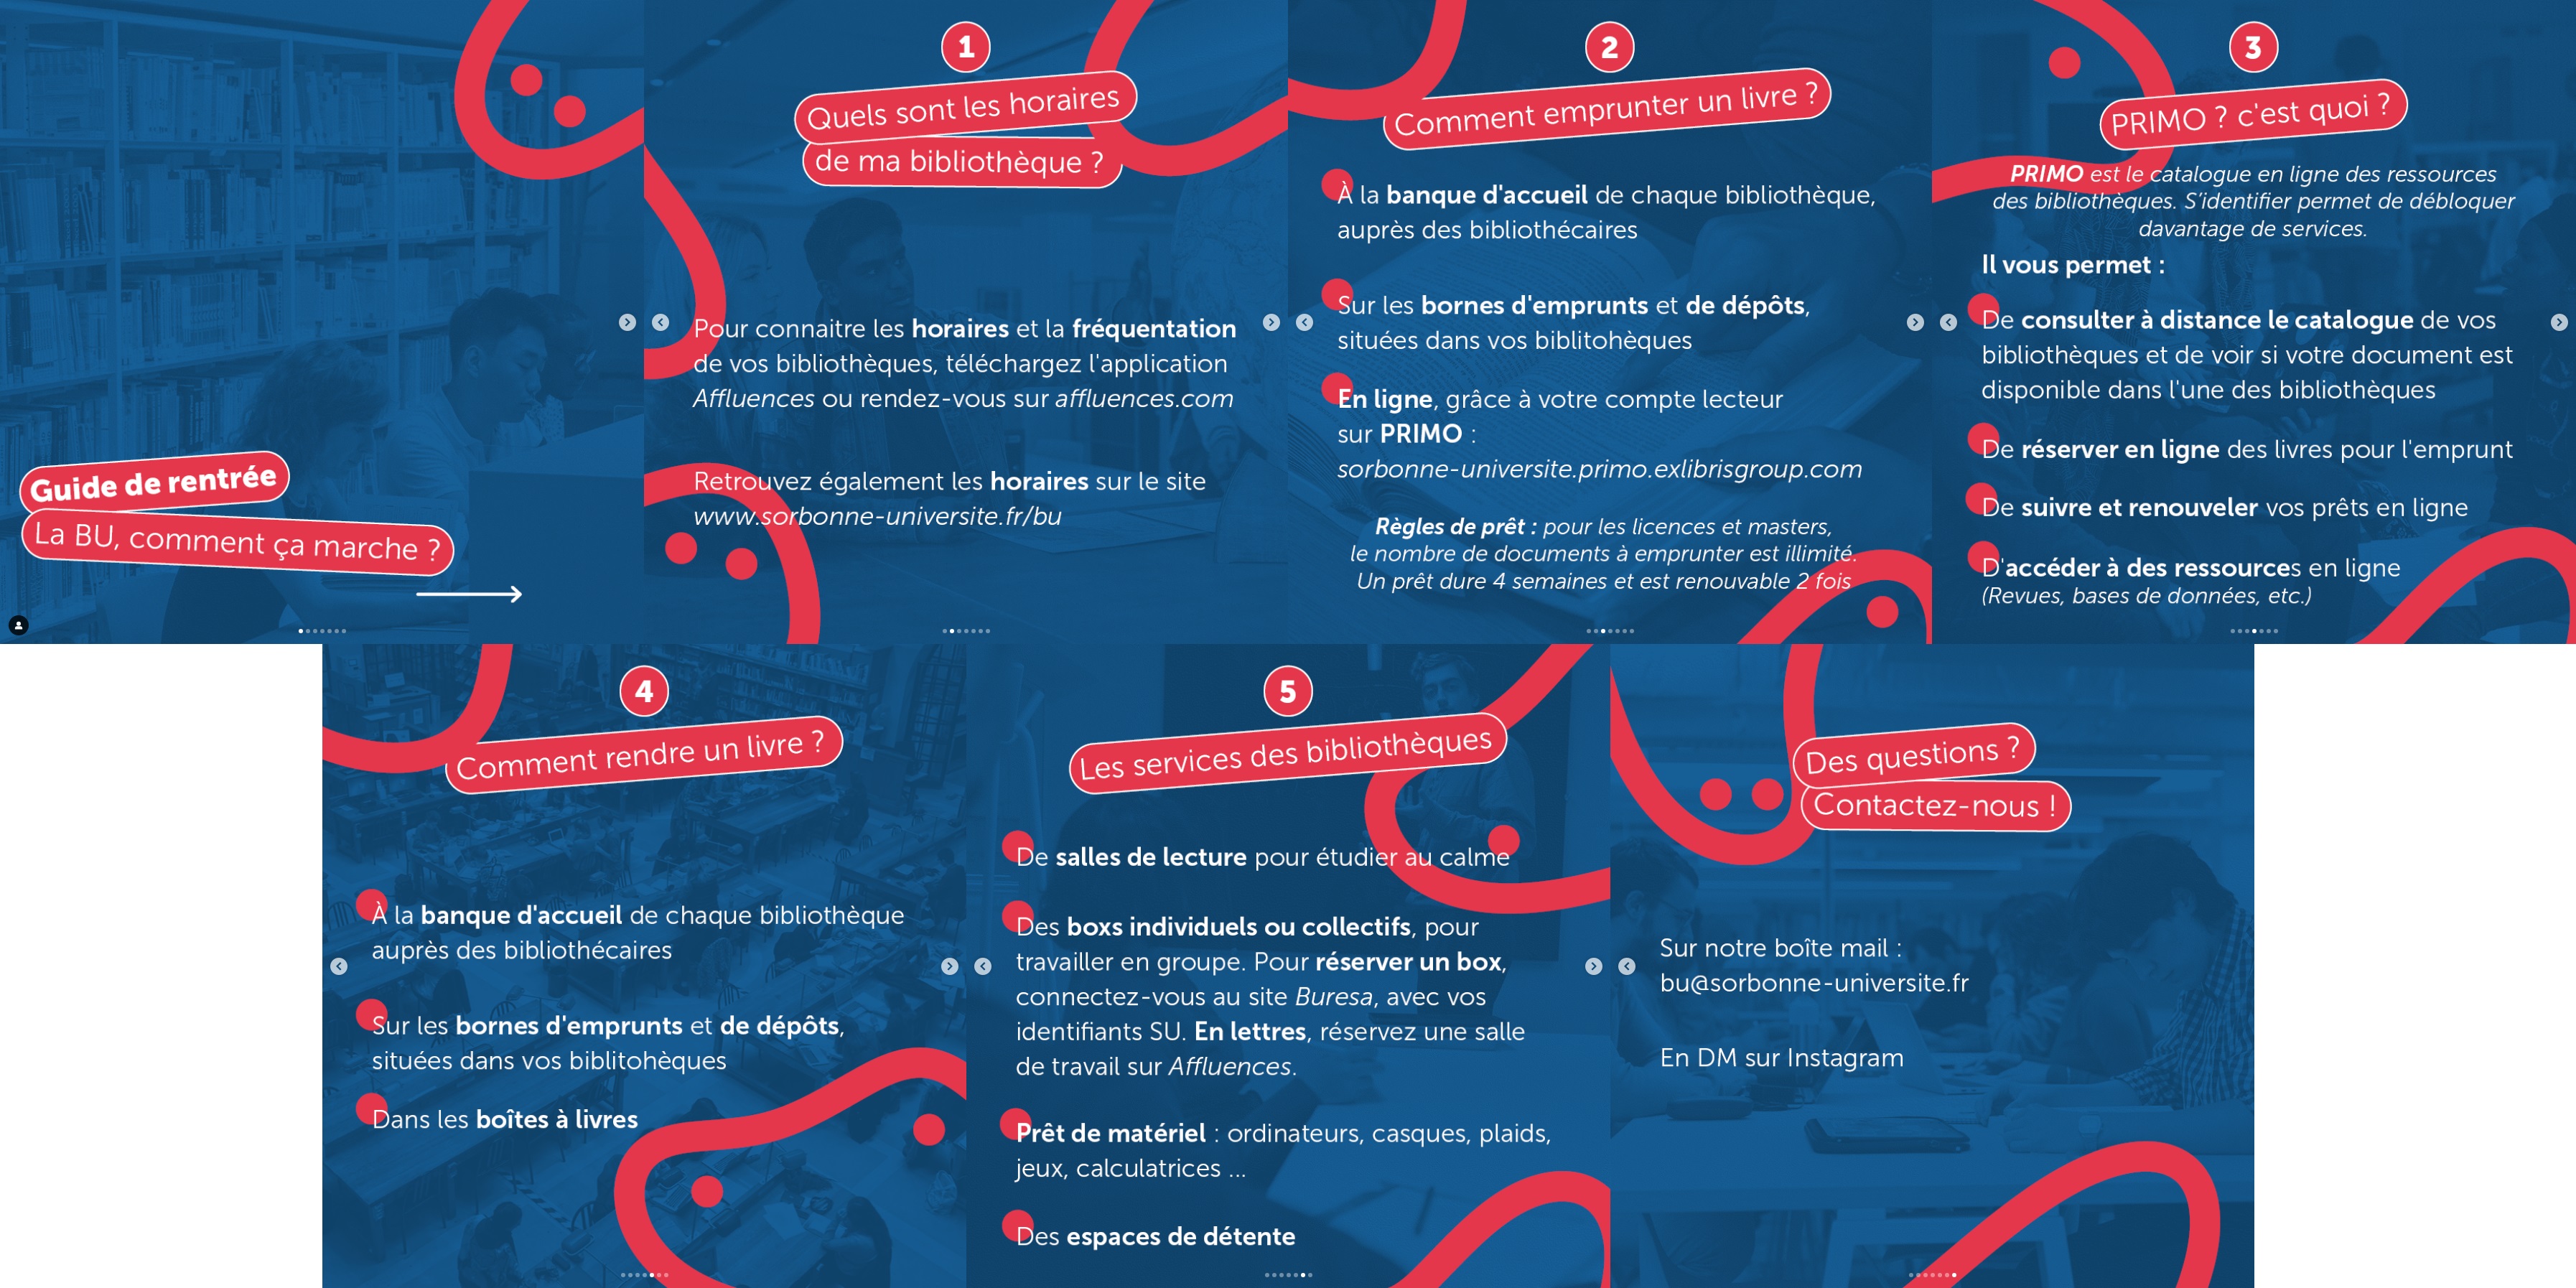 Guide de rentrée
La BU, comment ça marche ?
1
Quels sont les horaires
de ma bibliothèque ?
Pour connaitre les horaires et la fréquentation
de vos bibliothèques, téléchargez l'application
Affluences ou rendez-vous sur affluences.com
Retrouvez également les horaires sur le site
www.sorbonne-universite.fr/bu
2
Comment emprunter un livre ?
À la banque d'accueil de chaque bibliothèque,
auprès des bibliothécaires
Sur les bornes d'emprunts et de dépôts,
situées dans vos biblitohèques
En ligne, grâce à votre compte lecteur
sur PRIMO :
sorbonne-universite.primo.exlibrisgroup.com
Règles de prêt : pour les licences et masters,
le nombre de documents à emprunter est illimité.
Un prêt dure 4 semaines et est renouvable 2 fois
3
PRIMO ? c'est quoi ?
PRIMO est le catalogue en ligne des ressources
des bibliothèques. S'identifier permet de débloquer
davantage de services.
Il vous permet :
De consulter à distance le catalogue de vos
bibliothèques et de voir si votre document est
disponible dans l'une des bibliothèques
De réserver en ligne des livres pour l'emprunt
De suivre et renouveler vos prêts en ligne
D'accéder à des ressources en ligne
(Revues, bases de données, etc.)
4
Comment rendre un livre ?
À la banque d'accueil de chaque bibliothèque
auprès des bibliothécaires
Sur les bornes d'emprunts et de dépôts,
situées dans vos biblitohèques
Dans les boîtes à livres
5
Les services des bibliothèques
De salles de lecture pour étudier au calme
Des boxs individuels ou collectifs, pour
travailler en groupe. Pour réserver un box,
connectez-vous au site Buresa, avec vos
identifiants SU. En lettres, réservez une salle
de travail sur Affluences.
Prêt de matériel : ordinateurs, casques, plaids,
jeux, calculatrices ...
Des espaces de détente
Des questions ?
Contactez-nous !
Sur notre boîte mail :
bu@sorbonne-universite.fr
En DM sur Instagram